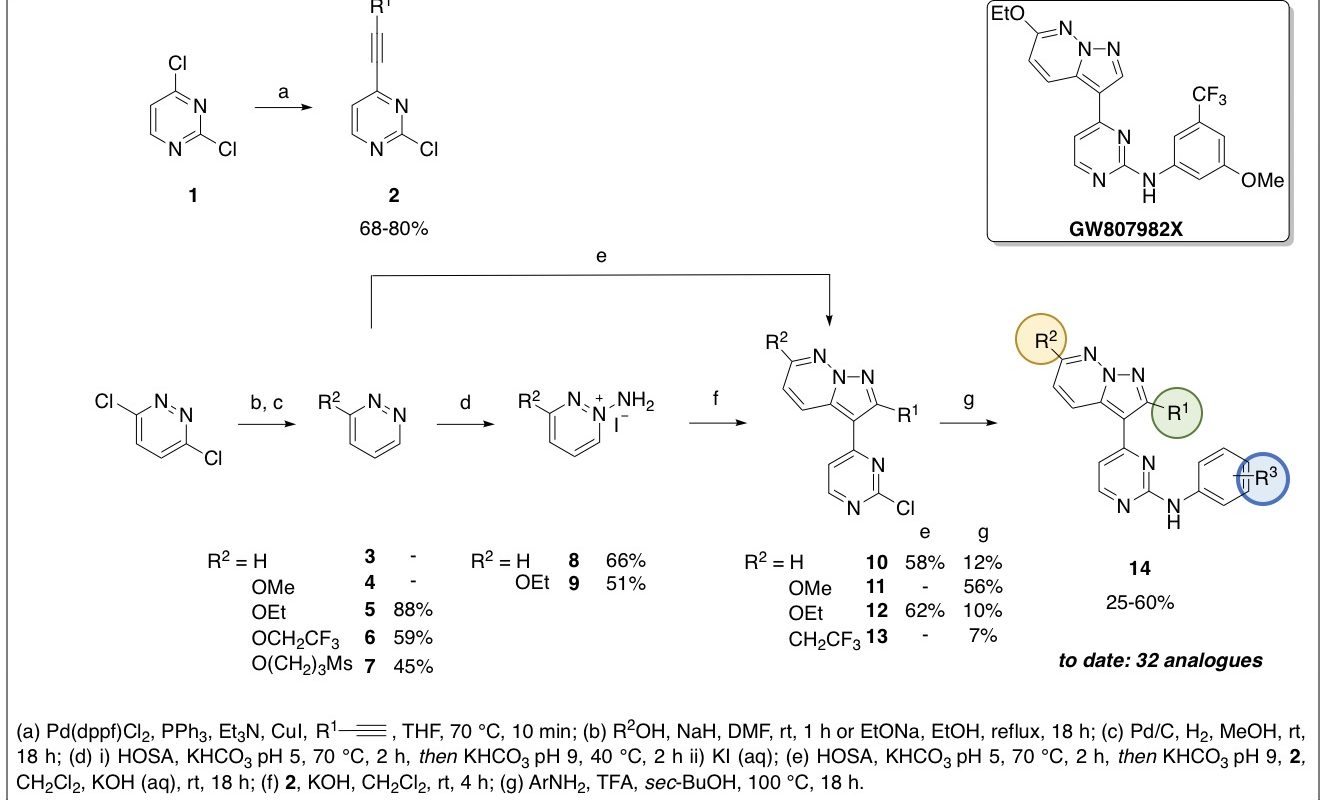 R¹
Cl
N
N
Cl
a
N
N
Cl
1
2
68-80%
EtO
N
N
N
CF₃
N
N
N
H
OMe
GW807982X
e
Cl
N
N
Cl
b, c
R²
N
N
d
R²
N
N
+
NH₂
I⁻
f
R²
N
N
N
R¹
N
N
Cl
g
R²
N
N
N
R¹
N
N
N
H
R³
e g
R² = H 3 -
OMe 4 -
OEt 5 88%
OCH₂CF₃ 6 59%
O(CH₂)₃Ms 7 45%
R² = H 8 66%
OEt 9 51%
R² = H 10 58% 12%
OMe 11 - 56%
OEt 12 62% 10%
CH₂CF₃ 13 - 7%
14
25-60%
to date: 32 analogues
(a) Pd(dppf)Cl₂, PPh₃, Et₃N, CuI, R¹ , THF, 70 °C, 10 min; (b) R²OH, NaH, DMF, rt, 1 h or EtONa, EtOH, reflux, 18 h; (c) Pd/C, H₂, MeOH, rt,
18 h; (d) i) HOSA, KHCO₃ pH 5, 70 °C, 2 h, then KHCO₃ pH 9, 40 °C, 2 h ii) KI (aq); (e) HOSA, KHCO₃ pH 5, 70 °C, 2 h, then KHCO₃ pH 9, 2,
CH₂Cl₂, KOH (aq), rt, 18 h; (f) 2, KOH, CH₂Cl₂, rt, 4 h; (g) ArNH₂, TFA, sec-BuOH, 100 °C, 18 h.